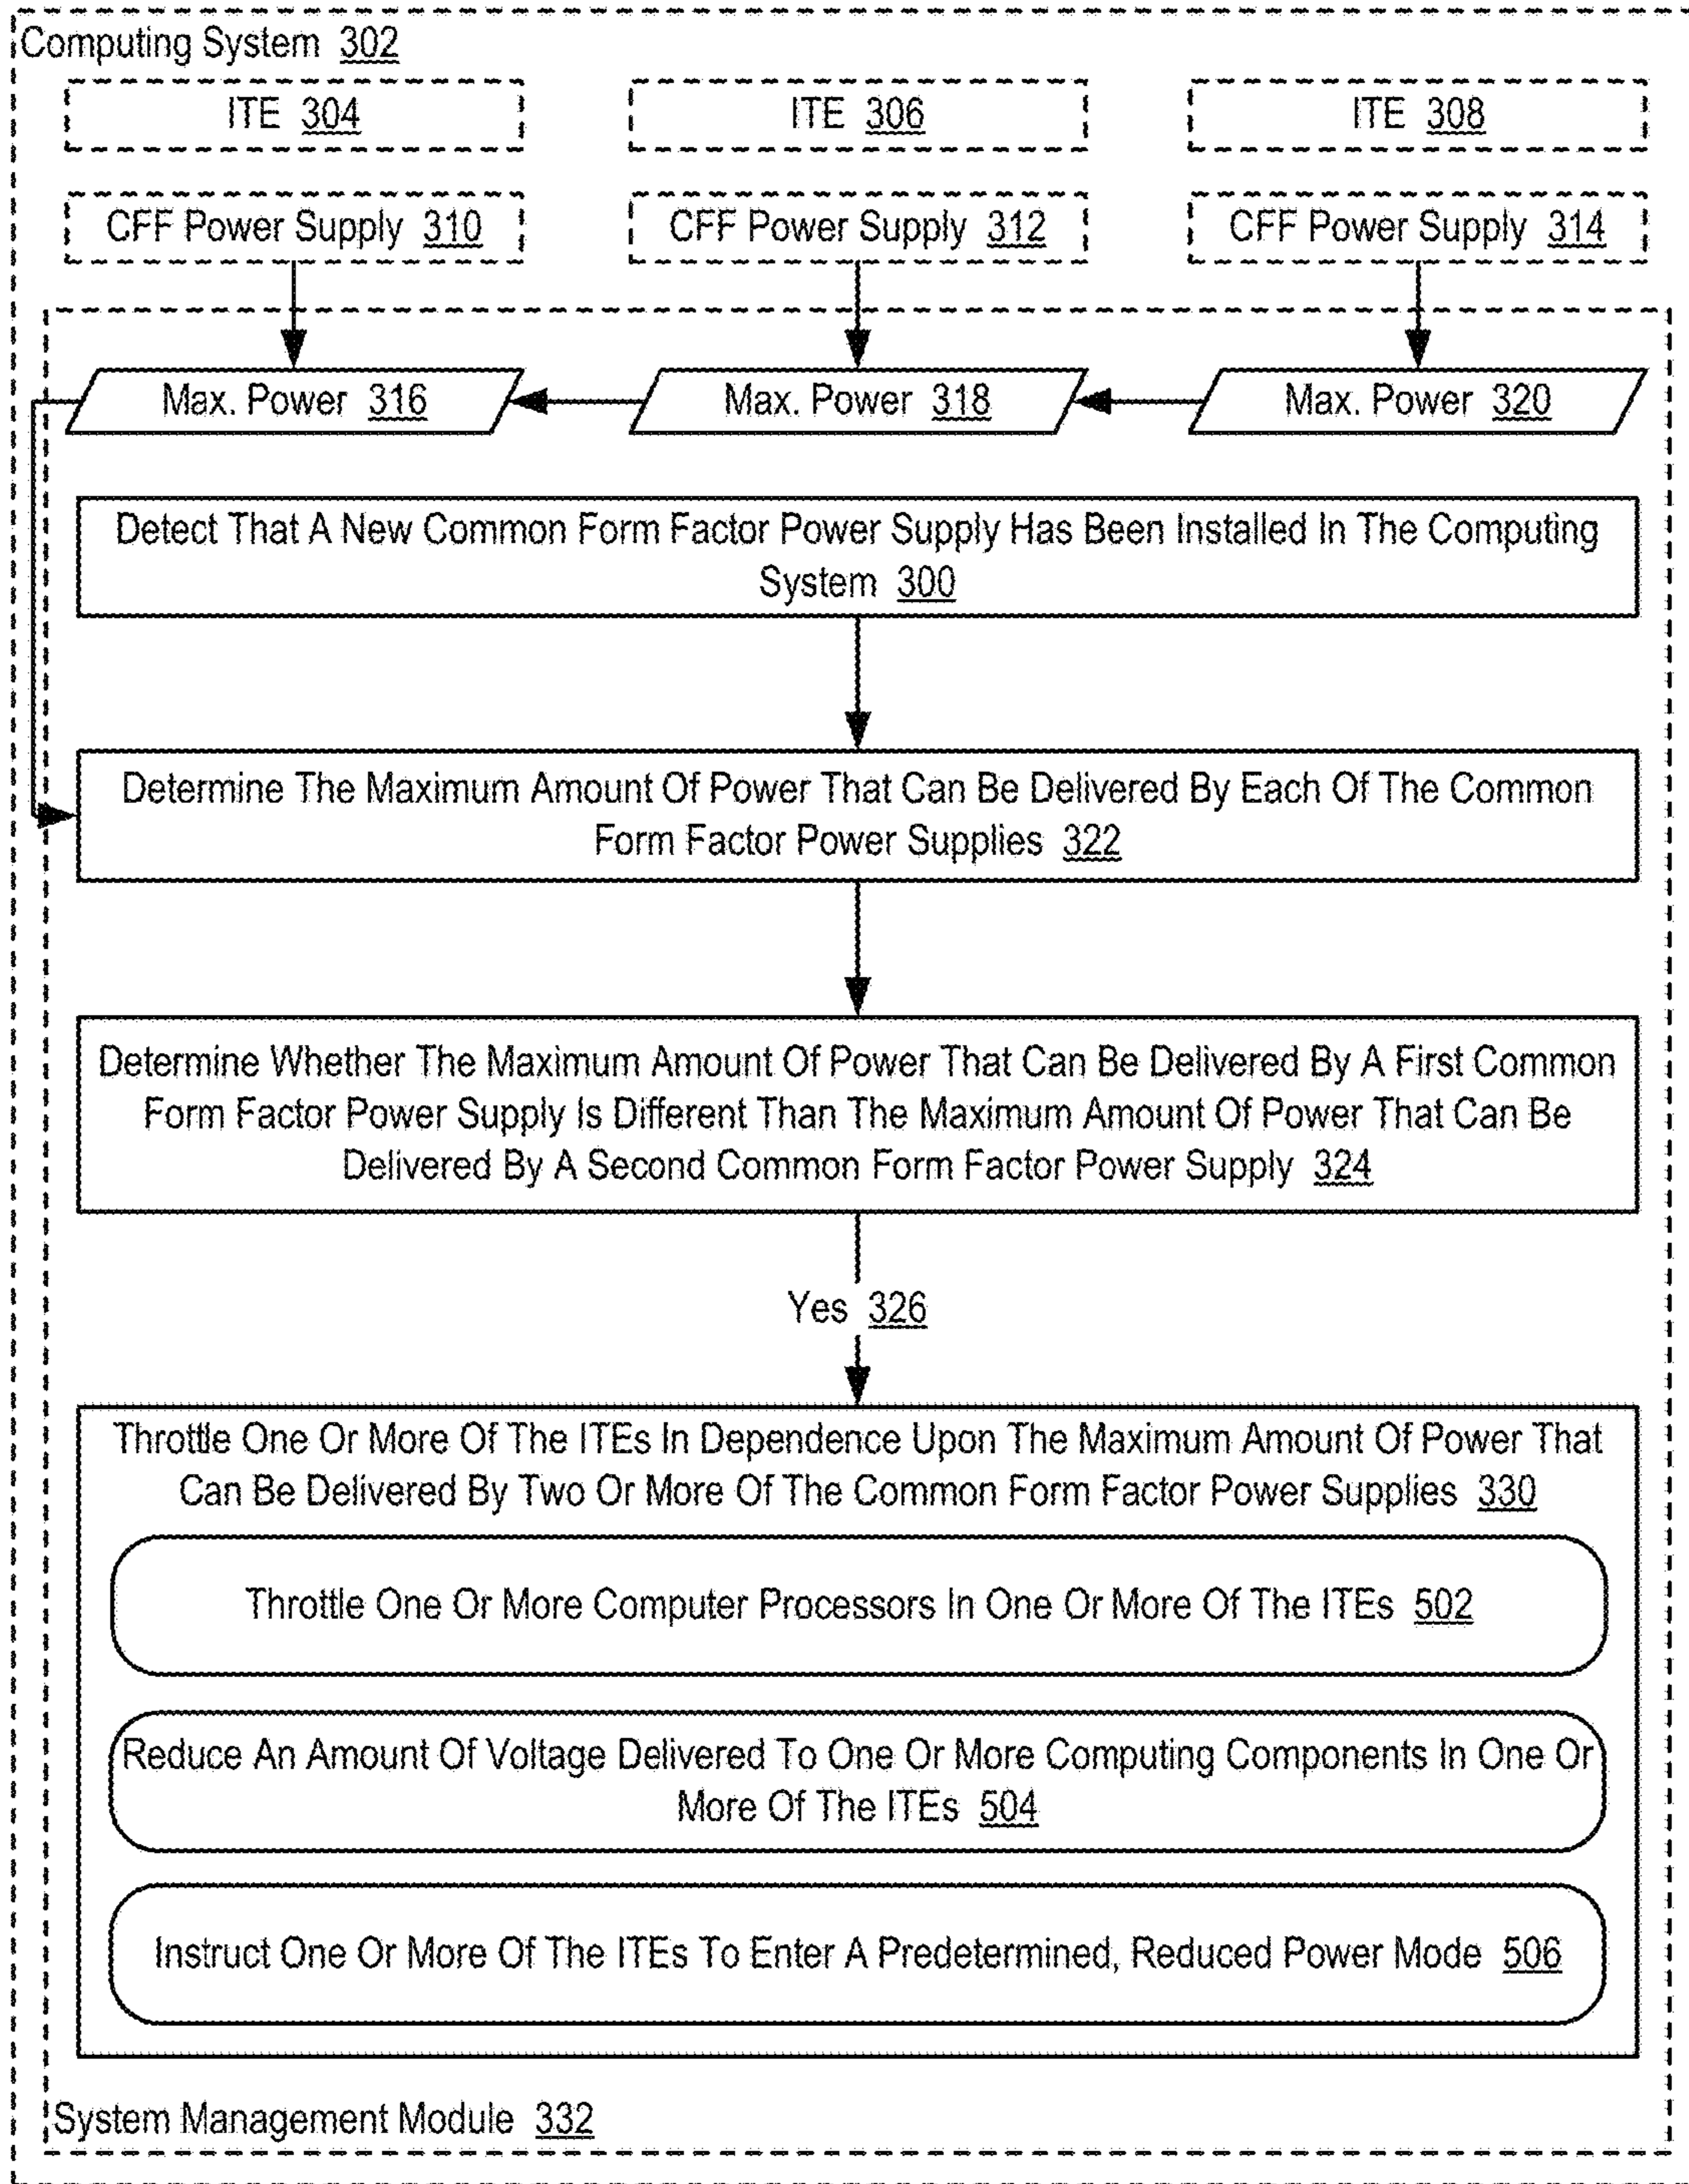 Computing System 302
ITE 304
ITE 306
ITE 308
CFF Power Supply 310
CFF Power Supply 312
CFF Power Supply 314
Max. Power 316
Max. Power 318
Max. Power 320
Detect That A New Common Form Factor Power Supply Has Been Installed In The Computing
System 300
Determine The Maximum Amount Of Power That Can Be Delivered By Each Of The Common
Form Factor Power Supplies 322
Determine Whether The Maximum Amount Of Power That Can Be Delivered By A First Common
Form Factor Power Supply Is Different Than The Maximum Amount Of Power That Can Be
Delivered By A Second Common Form Factor Power Supply 324
Yes 326
Throttle One Or More Of The ITEs In Dependence Upon The Maximum Amount Of Power That
Can Be Delivered By Two Or More Of The Common Form Factor Power Supplies 330
Throttle One Or More Computer Processors In One Or More Of The ITEs 502
Reduce An Amount Of Voltage Delivered To One Or More Computing Components In One Or
More Of The ITEs 504
Instruct One Or More Of The ITEs To Enter A Predetermined, Reduced Power Mode 506
System Management Module 332